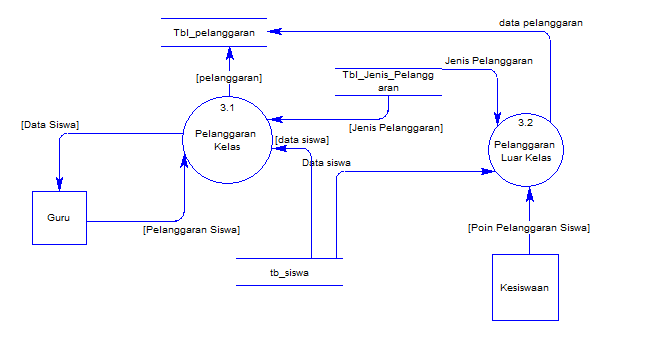 data pelanggaran
Tbl_pelanggaran
Jenis Pelanggaran
[pelanggaran]
Tbl_Jenis_Pelangg
aran
3.1
[Data Siswa]
Pelanggaran
Kelas
[Jenis Pelanggaran]
[data siswa]
3.2
Pelanggaran
Luar Kelas
Data siswa
Guru
[Pelanggaran Siswa]
[Poin Pelanggaran Siswa]
tb_siswa
Kesiswaan